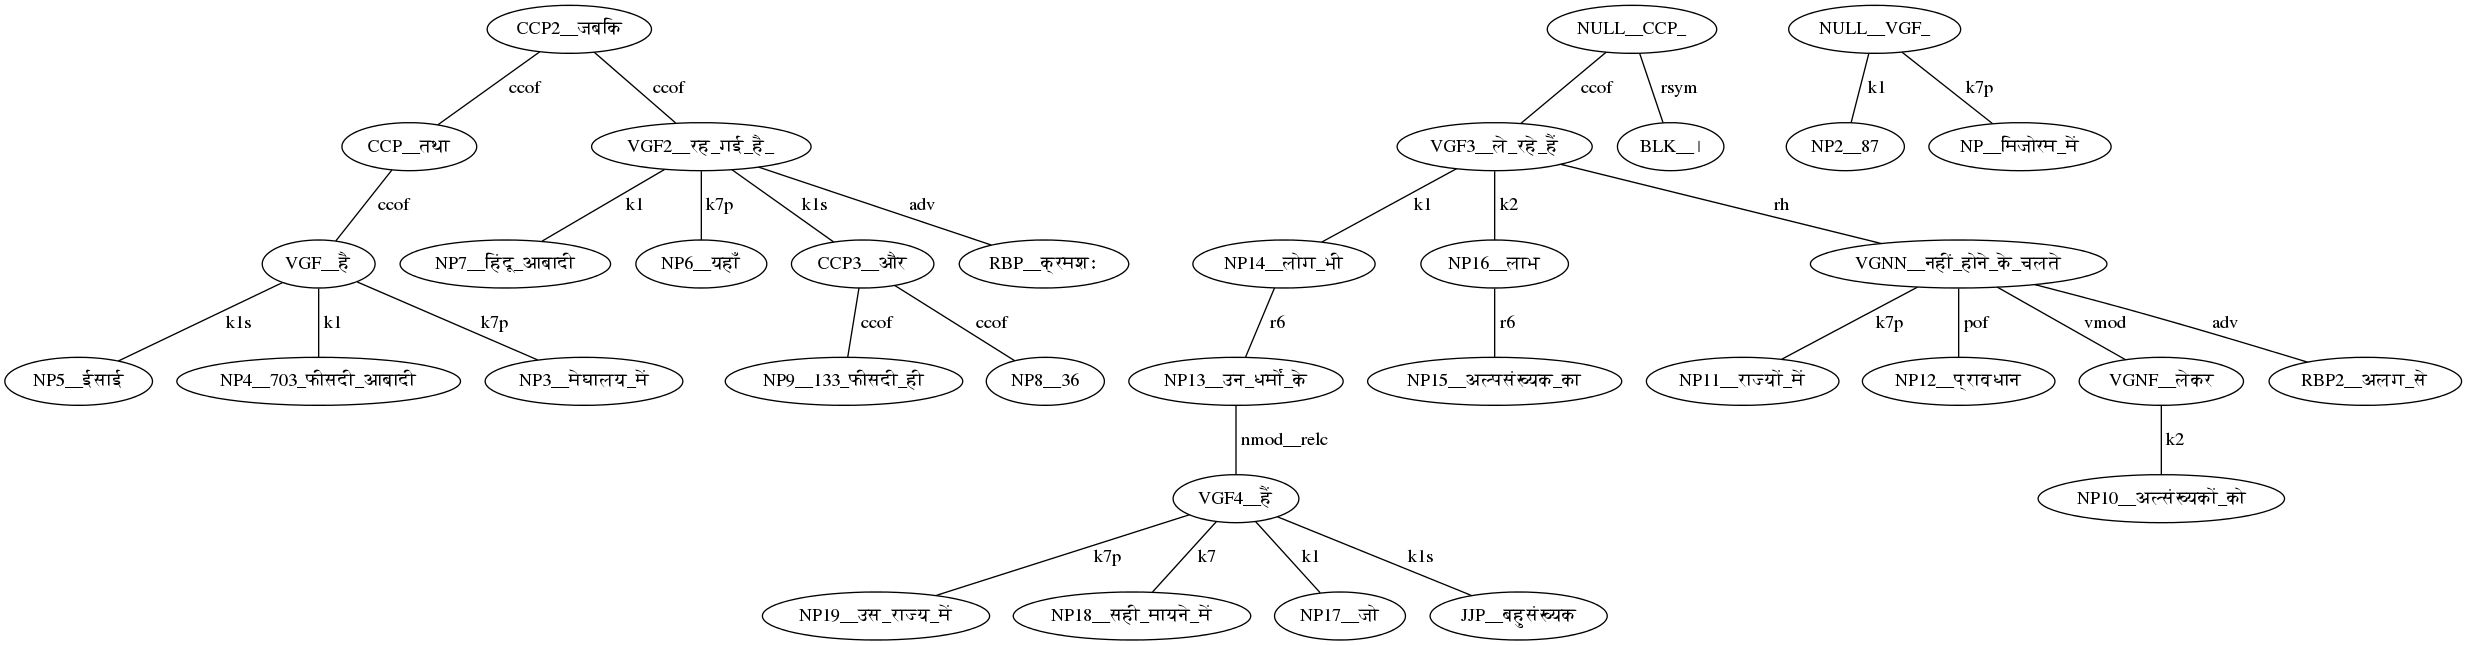 CCP2__जबकि NULL__CCP_ NULL__VGF_
ccof ccof ccof rsym k1 k7p
CCP__तथा VGF2__रह_गई_है_ VGF3__ले_रहे_हैं BLK__। NP2__87 NP__मिजोरम_में
ccof k1 k7p k1s adv k1 k2 rh
VGF__है NP7__हिंदू_आबादी NP6__यहाँ CCP3__और RBP__क्रमशः NP14__लोग_भी NP16__लाभ VGNN__नहीं_होने_के_चलते
k1s k1 k7p ccof ccof r6 r6 k7p pof vmod adv
NP5__ईसाई NP4__703_फीसदी_आबादी NP3__मेघालय_में NP9__133_फीसदी_ही NP8__36 NP13__उन_धर्मों_के NP15__अल्पसंख्यक_का NP11__राज्यों_में NP12__प्रावधान VGNF__लेकर RBP2__अलग_से
nmod__relc k2
VGF4__हैं NP10__अल्संख्यकों_को
k7p k7 k1 k1s
NP19__उस_राज्य_में NP18__सही_मायने_में NP17__जो JJP__बहुसंख्यक